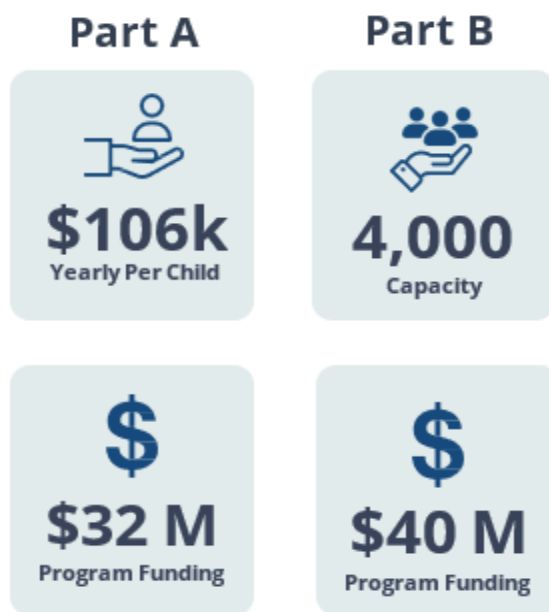 Part A
Part B
$106k
Yearly Per Child
4,000
Capacity
$
$32 M
Program Funding
$
$40 M
Program Funding